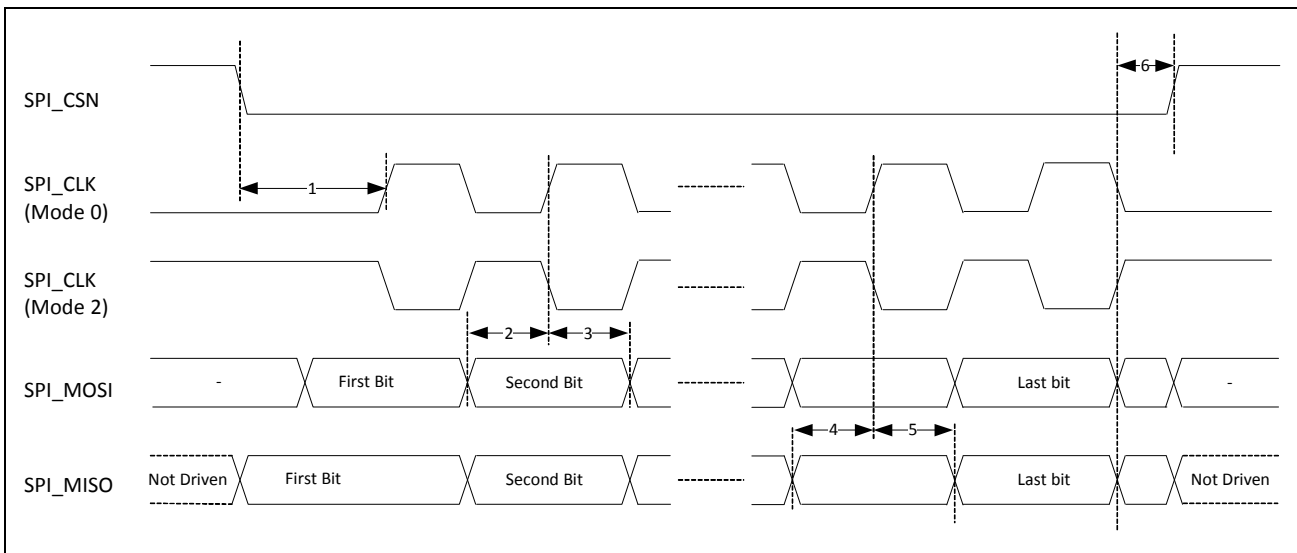 6
SPI_CSN
SPI_CLK
(Mode 0)
1
SPI_CLK
(Mode 2)
2 3
SPI_MOSI - First Bit Second Bit Last bit -
4 5
SPI_MISO Not Driven First Bit Second Bit Last bit Not Driven